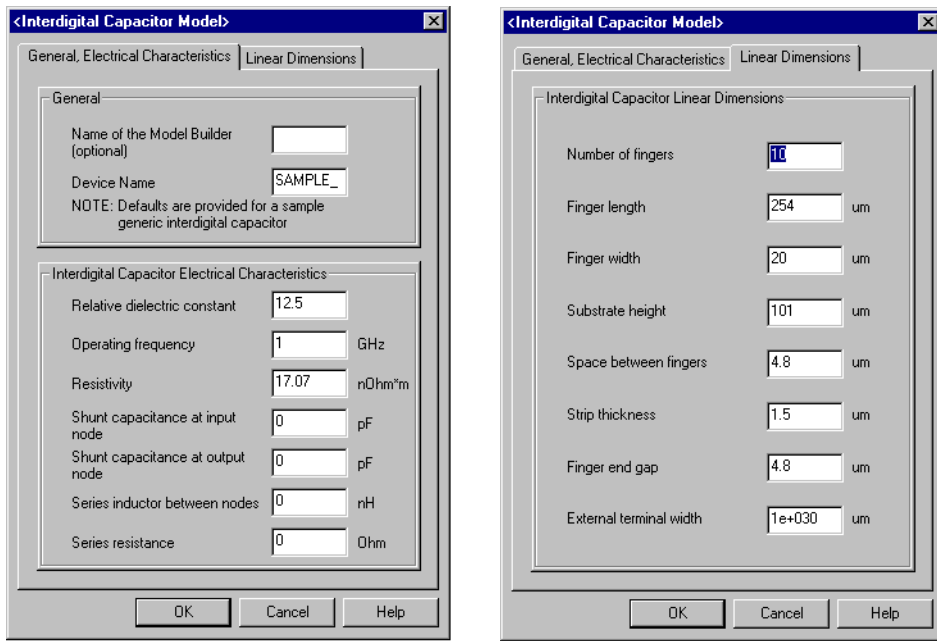 <Interdigital Capacitor Model>
General, Electrical Characteristics
Linear Dimensions
General
Name of the Model Builder
(optional)
Device Name
SAMPLE_
NOTE: Defaults are provided for a sample
generic interdigital capacitor
Interdigital Capacitor Electrical Characteristics
Relative dielectric constant 12.5
Operating frequency 1 GHz
Resistivity 17.07 nOhm*m
Shunt capacitance at input
node
0 pF
Shunt capacitance at output
node
0 pF
Series inductor between nodes 0 nH
Series resistance 0 Ohm
OK Cancel Help
<Interdigital Capacitor Model>
General, Electrical Characteristics
Linear Dimensions
Interdigital Capacitor Linear Dimensions
Number of fingers 10
Finger length 254 um
Finger width 20 um
Substrate height 101 um
Space between fingers 4.8 um
Strip thickness 1.5 um
Finger end gap 4.8 um
External terminal width 1e+030 um
OK Cancel Help